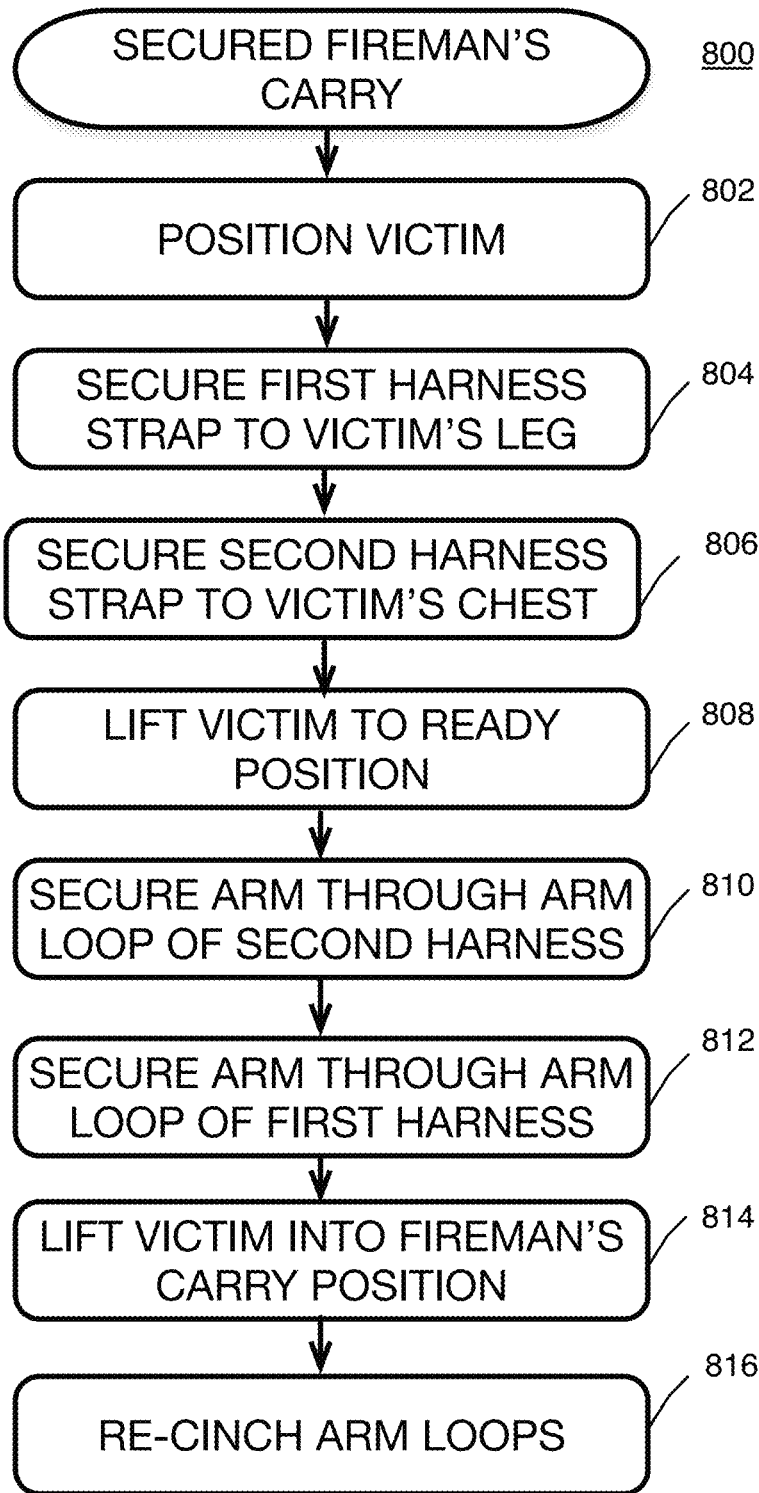 SECURED FIREMAN'S
CARRY
800
POSITION VICTIM
802
SECURE FIRST HARNESS
STRAP TO VICTIM'S LEG
804
SECURE SECOND HARNESS
STRAP TO VICTIM'S CHEST
806
LIFT VICTIM TO READY
POSITION
808
SECURE ARM THROUGH ARM
LOOP OF SECOND HARNESS
810
SECURE ARM THROUGH ARM
LOOP OF FIRST HARNESS
812
LIFT VICTIM INTO FIREMAN'S
CARRY POSITION
814
RE-CINCH ARM LOOPS
816